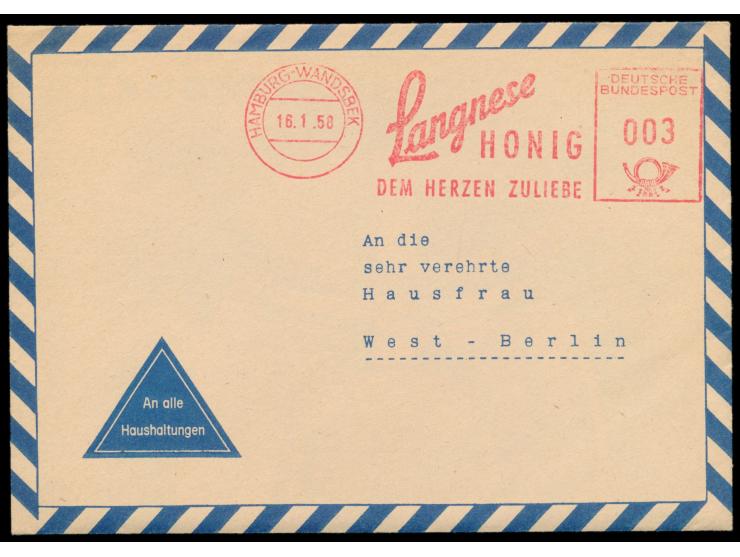 HAMBURG-WANDSBEK
16.1.58
Langnese
HONIG
DEM HERZEN ZULIEBE
DEUTSCHE
BUNDESPOST
003
An die
sehr verehrte
Hausfrau
West - Berlin
An alle
Haushaltungen